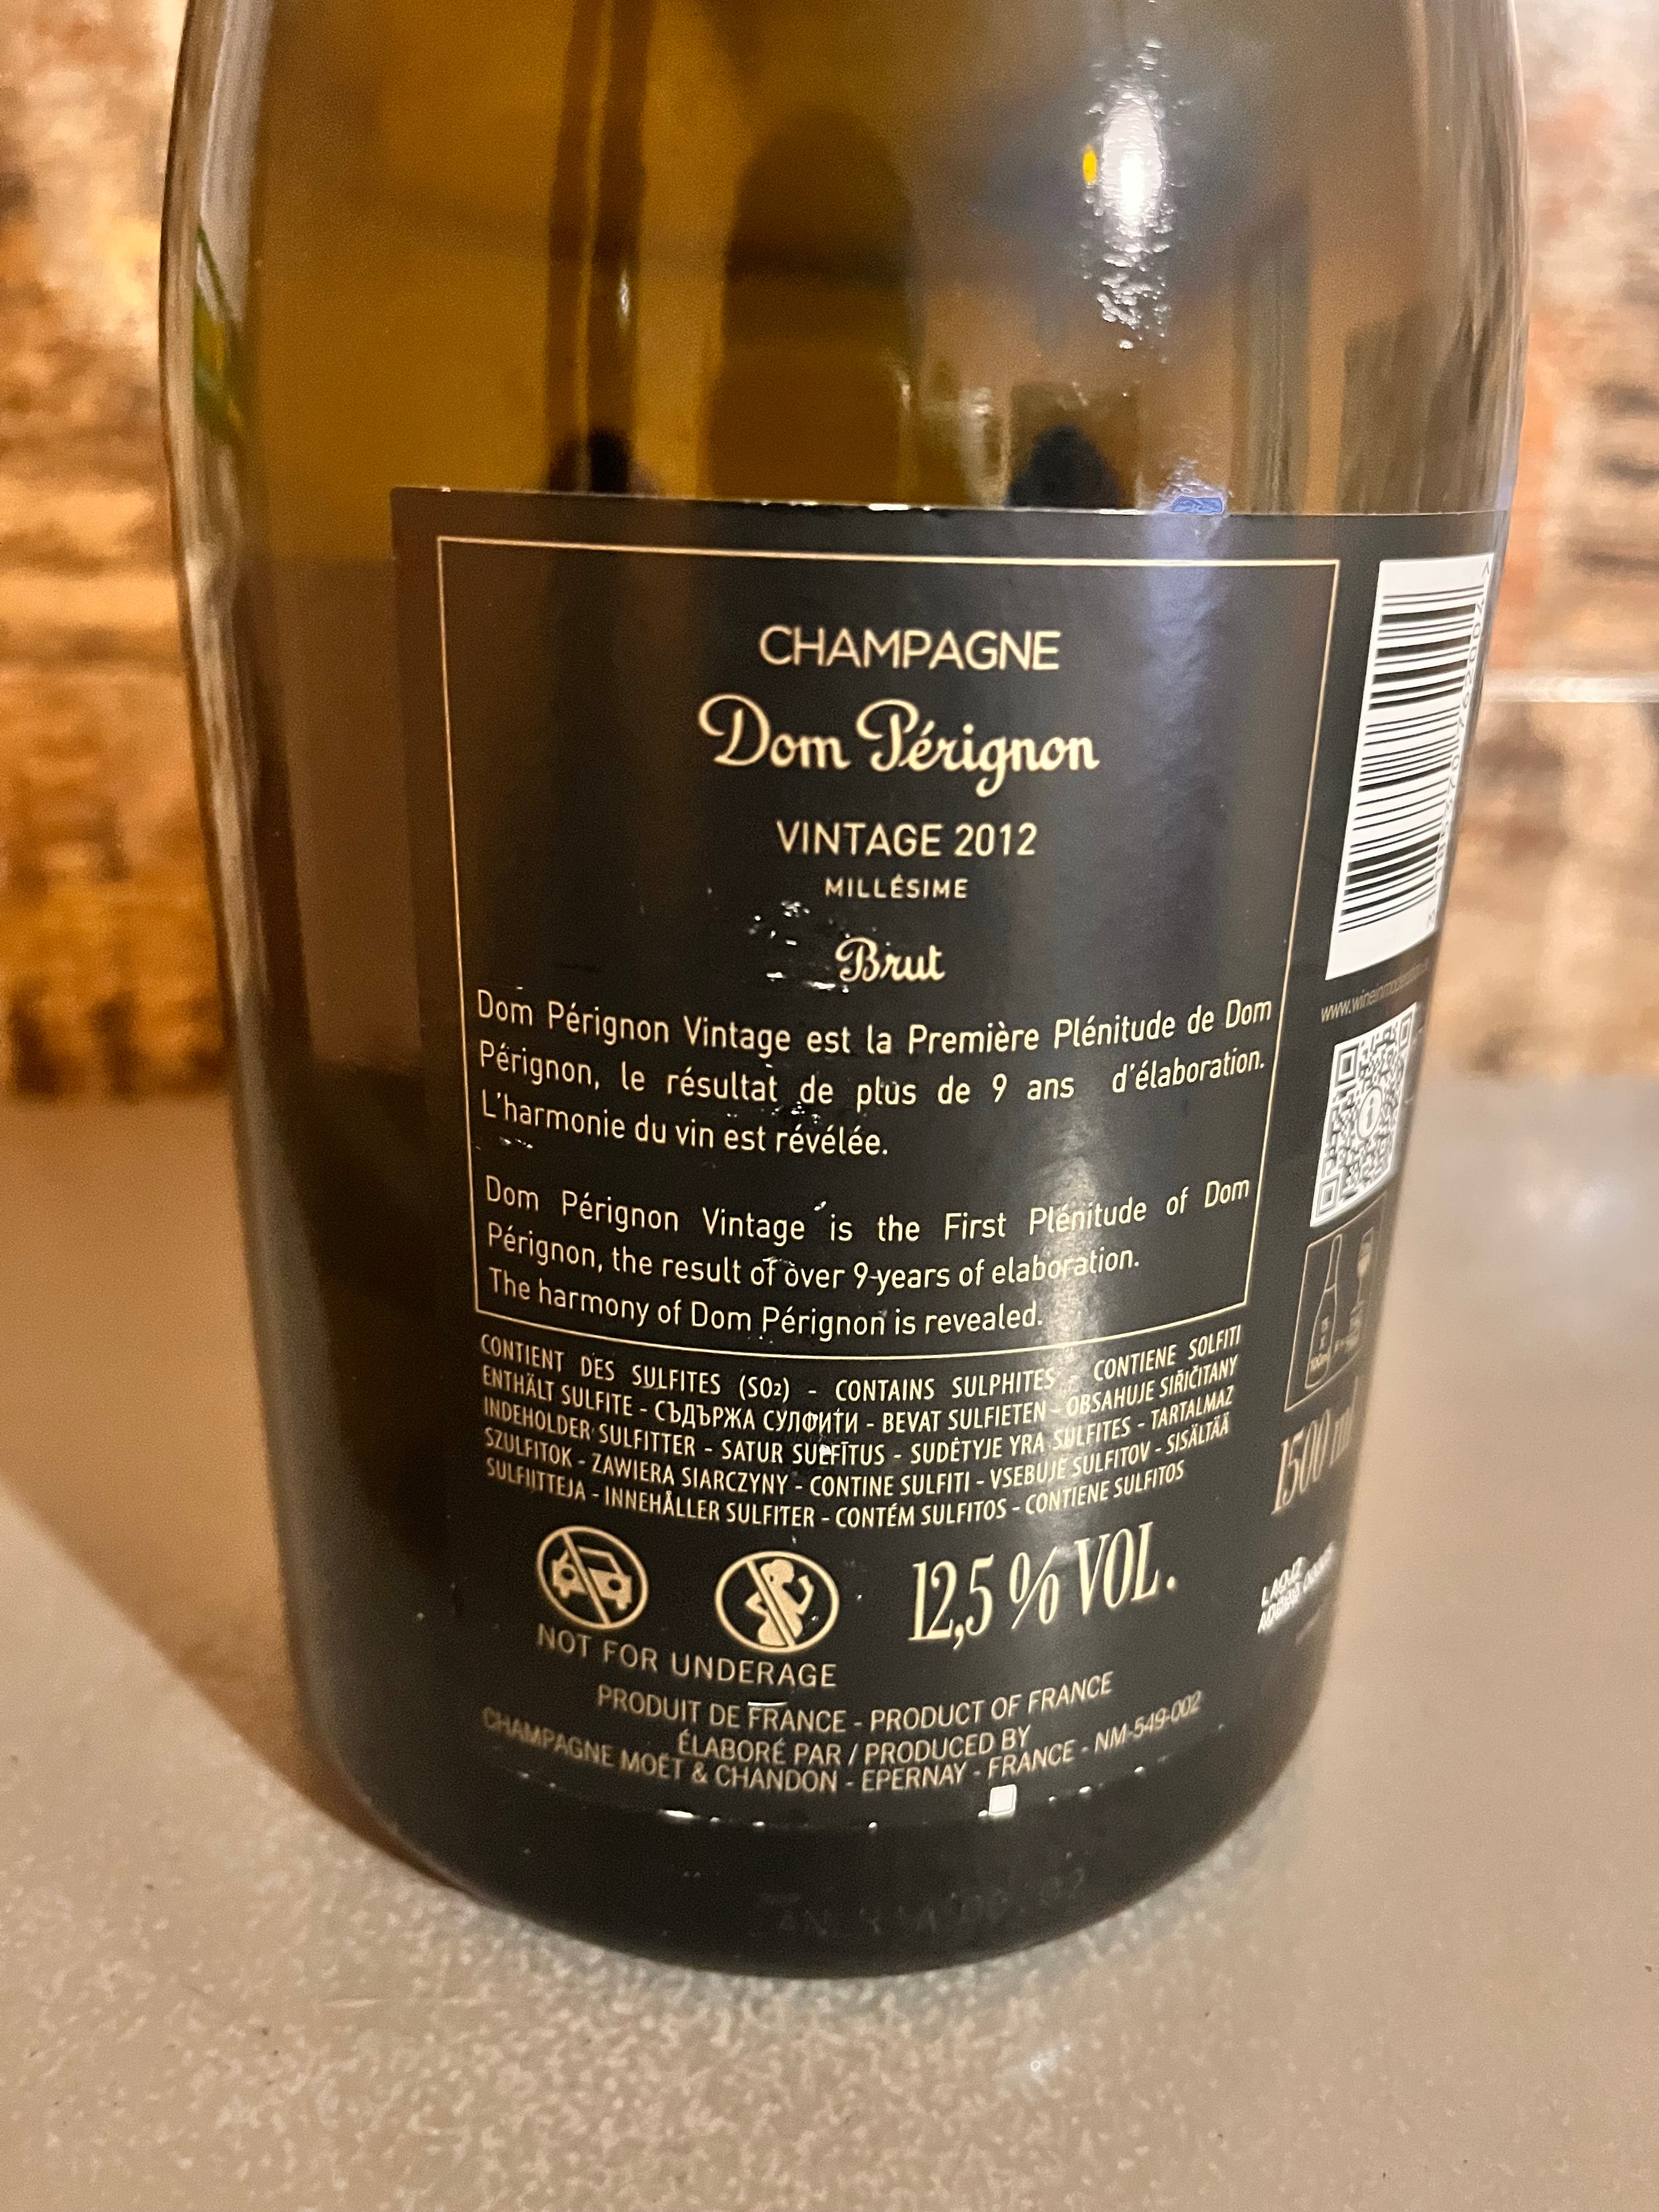 CHAMPAGNE
Dom Pérignon
VINTAGE 2012
MILLÉSIME
Brut
Dom Pérignon Vintage est la Première Plénitude de Dom
Pérignon, le résultat de plus de 9 ans d'élaboration.
L'harmonie du vin est révélée.
Dom Pérignon Vintage is the First Plénitude of Dom
Pérignon, the result of over 9 years of elaboration.
The harmony of Dom Pérignon is revealed.
CONTIENT DES SULFITES (SO₂) - CONTAINS SULPHITES - CONTIENE SOLFITI
ENTHÄLT SULFITE - СЪДЪРЖА СУЛФИТИ - BEVAT SULFIETEN - OBSAHUJE SIŘIČITANY
INDEHOLDER SULFITTER - SATUR SULFĪTUS - SUDĖTYJE YRA SULFITES - TARTALMAZ
SZULFITOK - ZAWIERA SIARCZYNY - CONTINE SULFITI - VSEBUJE SULFITOV - SISÄLTÄÄ
SULFIITTEJA - INNEHÅLLER SULFITER - CONTÉM SULFITOS - CONTIENE SULFITOS
12,5 % VOL.
NOT FOR UNDERAGE
PRODUIT DE FRANCE - PRODUCT OF FRANCE
ÉLABORÉ PAR / PRODUCED BY
CHAMPAGNE MOËT & CHANDON - EPERNAY - FRANCE - NM-549-002
1500 ml